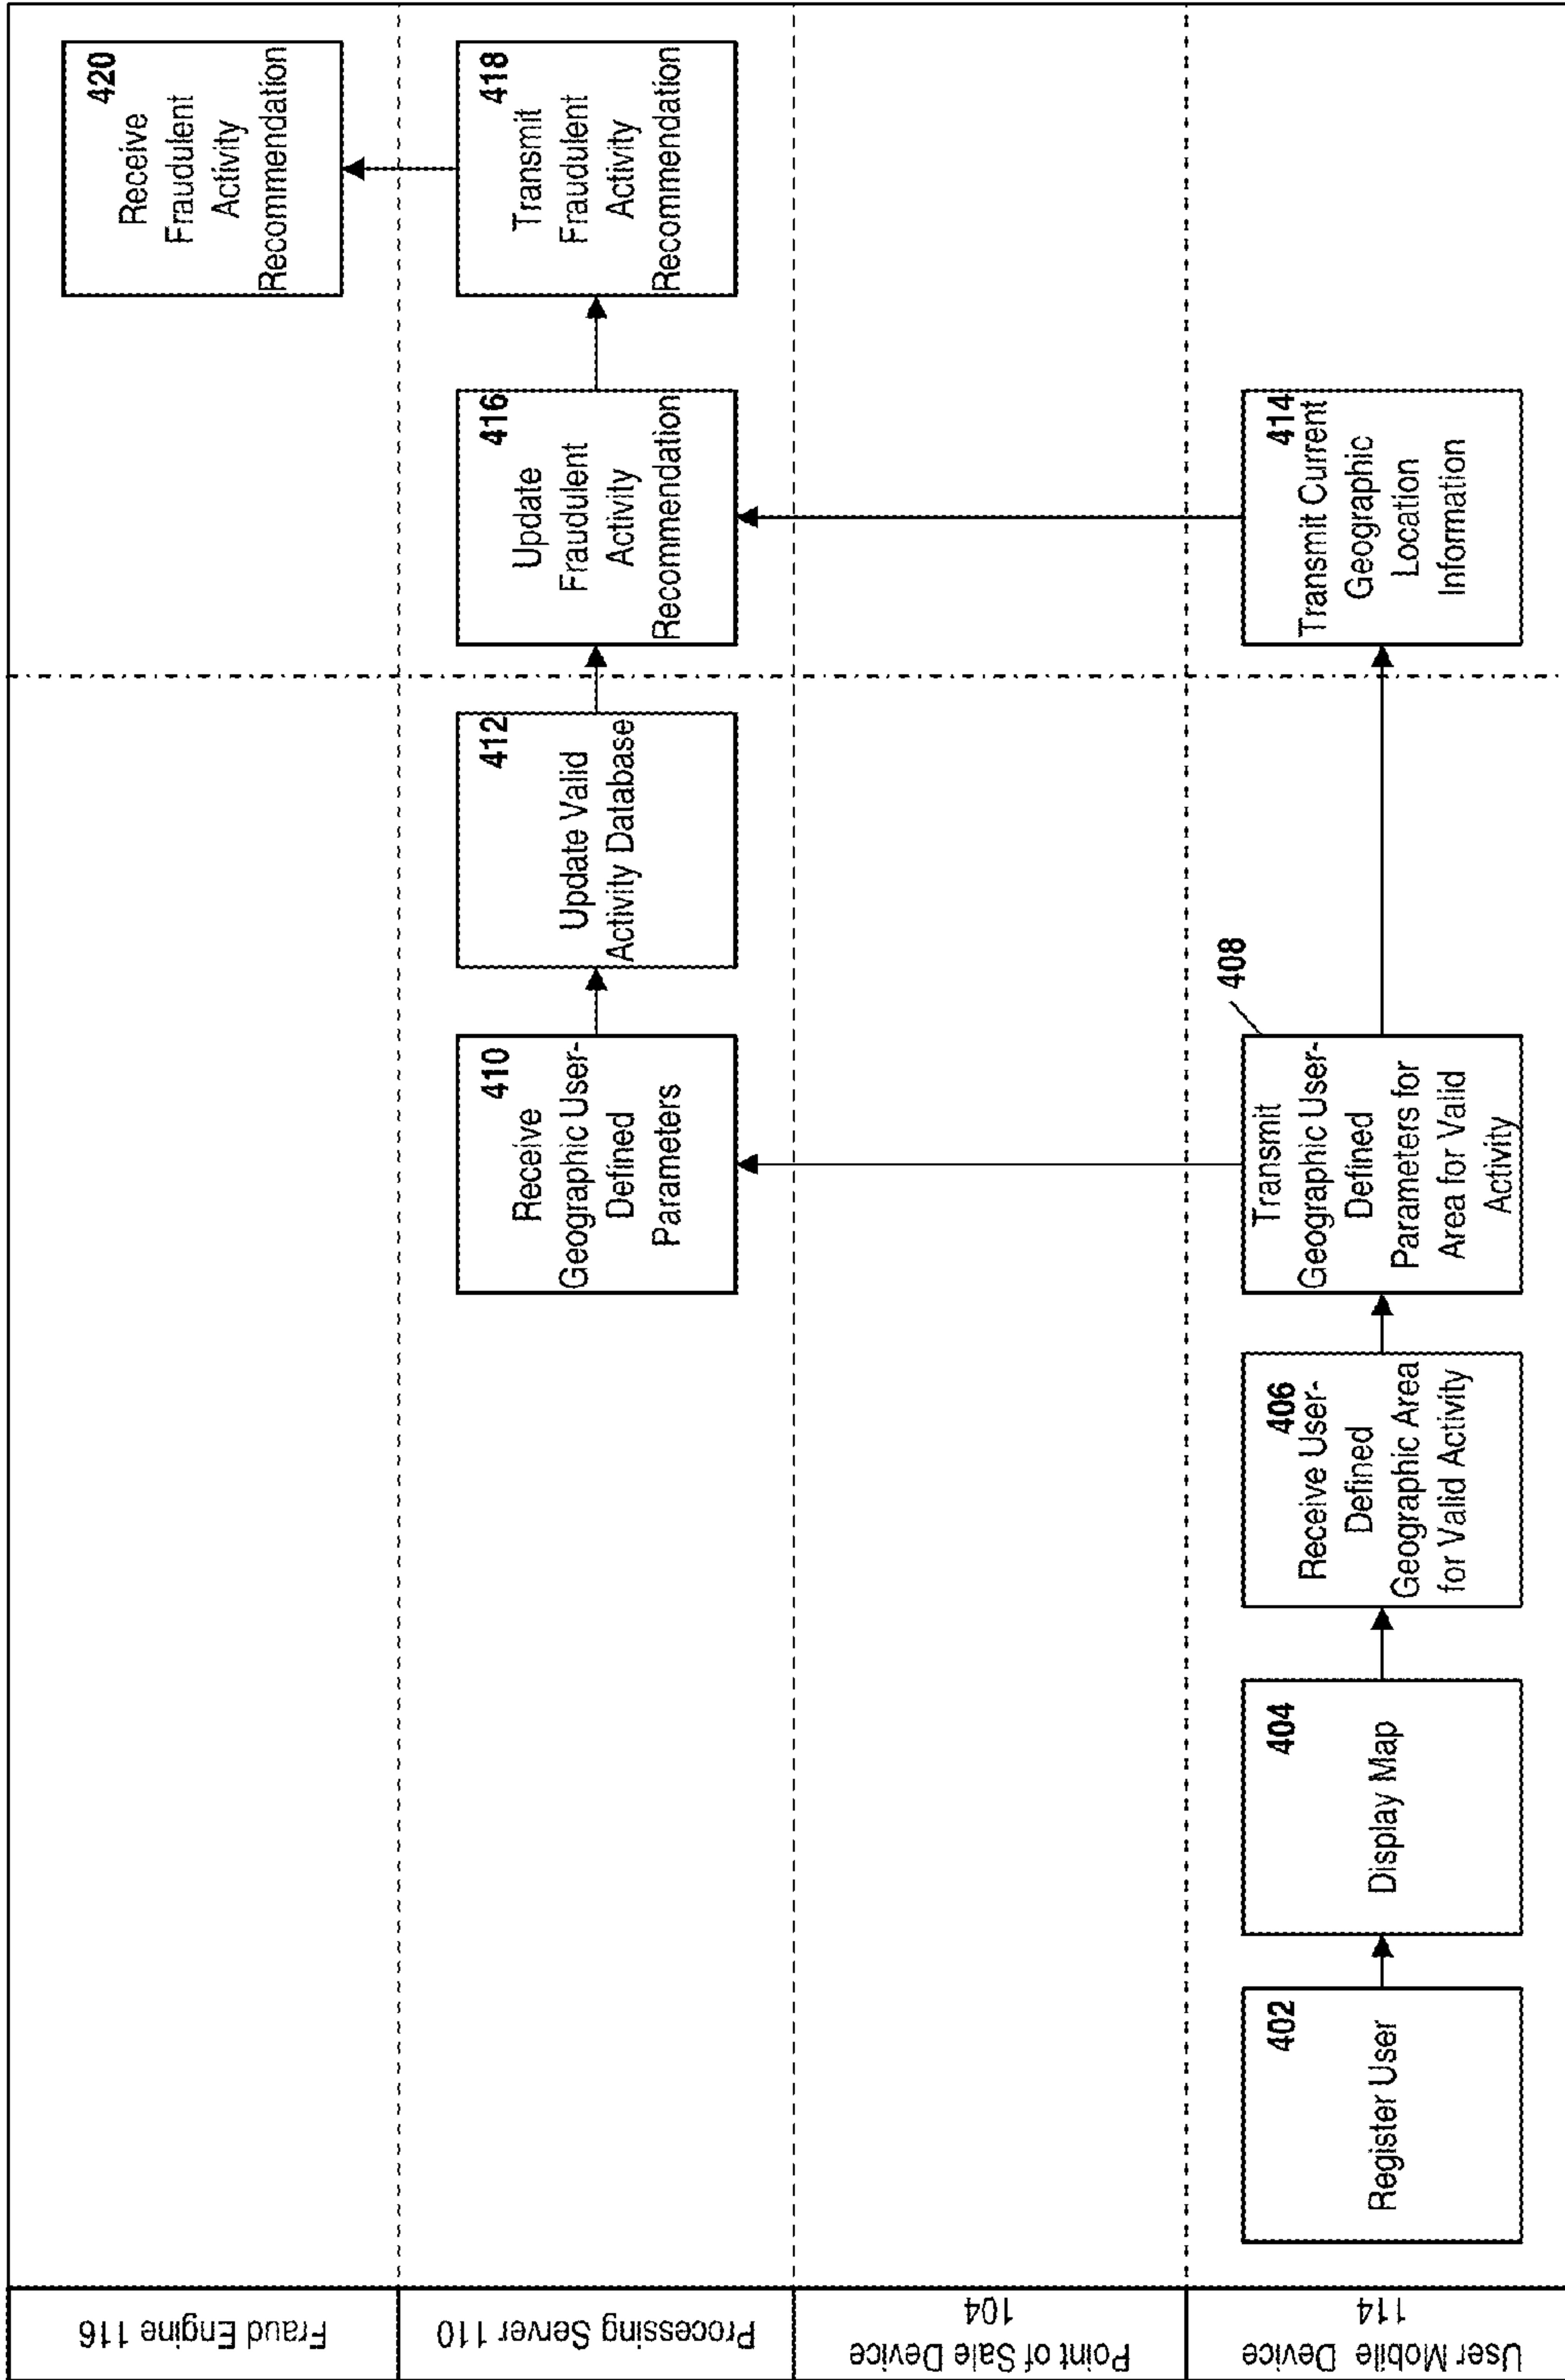 Fraud Engine 116
Processing Server 110
Point of Sale Device
104
User Mobile Device
114
402
Register User
404
Display Map
406
Receive User-
Defined
Geographic Area
for Valid Activity
408
Transmit
Geographic User-
Defined
Parameters for
Area for Valid
Activity
410
Receive
Geographic User-
Defined
Parameters
412
Update Valid
Activity Database
414
Transmit Current
Geographic
Location
Information
416
Update
Fraudulent
Activity
Recommendation
418
Transmit
Fraudulent
Activity
Recommendation
420
Receive
Fraudulent
Activity
Recommendation